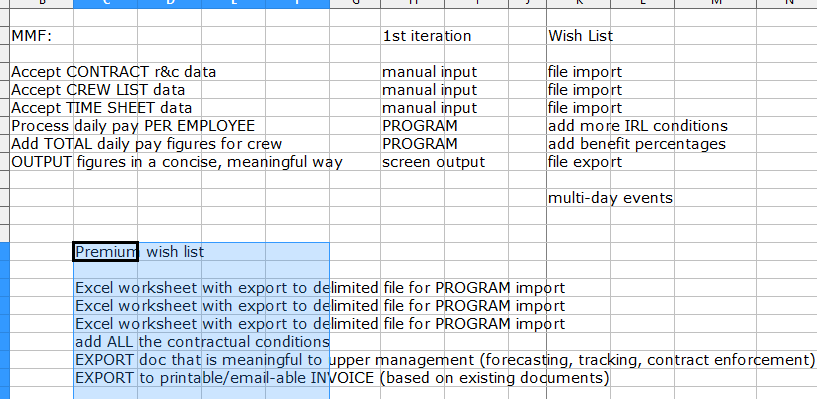 B C D E F G H I J K L M N
MMF: 1st iteration Wish List
Accept CONTRACT r&c data manual input file import
Accept CREW LIST data manual input file import
Accept TIME SHEET data manual input file import
Process daily pay PER EMPLOYEE PROGRAM add more IRL conditions
Add TOTAL daily pay figures for crew PROGRAM add benefit percentages
OUTPUT figures in a concise, meaningful way screen output file export
multi-day events
Premium wish list
Excel worksheet with export to delimited file for PROGRAM import
Excel worksheet with export to delimited file for PROGRAM import
Excel worksheet with export to delimited file for PROGRAM import
add ALL the contractual conditions
EXPORT doc that is meaningful to upper management (forecasting, tracking, contract enforcement)
EXPORT to printable/email-able INVOICE (based on existing documents)